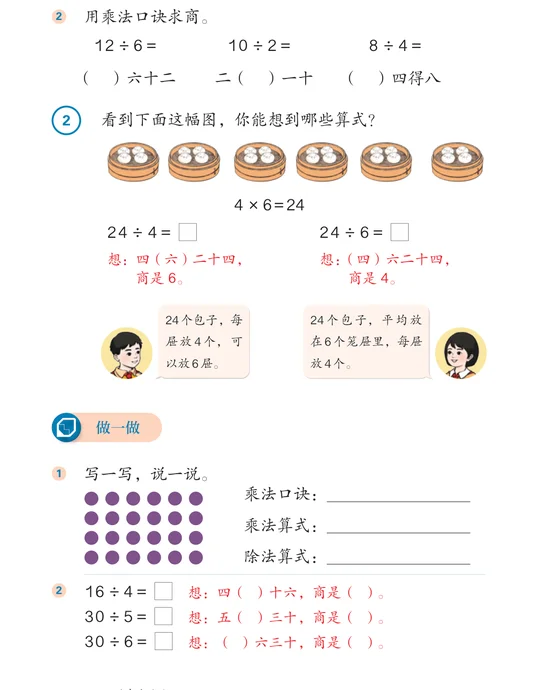 2 用乘法口诀求商。
12÷6= 10÷2= 8÷4=
( )六十二 二( )一十 ( )四得八
2 看到下面这幅图,你能想到哪些算式?
4×6=24
24÷4=□ 24÷6=□
想:四(六)二十四, 想:(四)六二十四,
商是6。 商是4。
24个包子,每
屉放4个,可
以放6屉。
24个包子,平均放
在6个笼屉里,每屉
放4个。
做一做
1 写一写,说一说。
乘法口诀:
乘法算式:
除法算式:
2 16÷4=□ 想:四( )十六,商是( )。
30÷5=□ 想:五( )三十,商是( )。
30÷6=□ 想:( )六三十,商是( )。